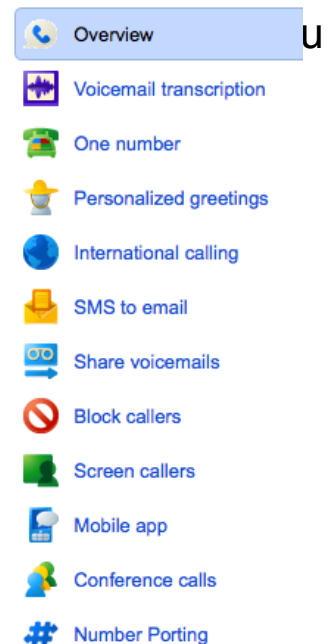 Overview u
Voicemail transcription
One number
Personalized greetings
International calling
SMS to email
Share voicemails
Block callers
Screen callers
Mobile app
Conference calls
Number Porting